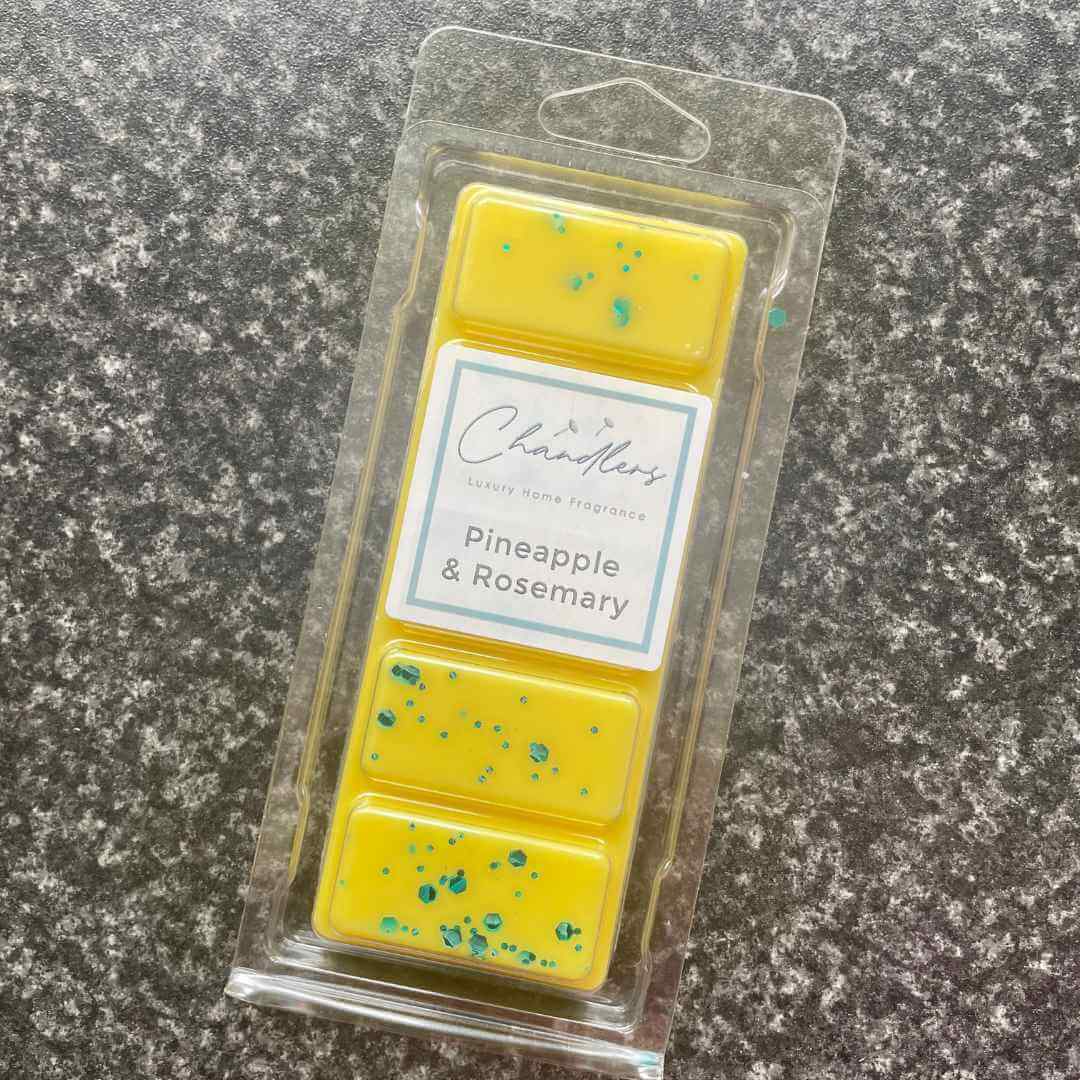 Chandlers
Luxury Home Fragrance
Pineapple
& Rosemary